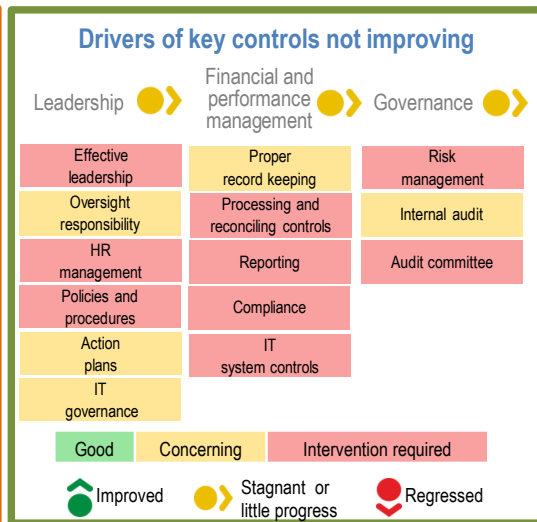 Drivers of key controls not improving
Leadership
Financial and
performance
management
Governance
Effective
leadership
Oversight
responsibility
HR
management
Policies and
procedures
Action
plans
IT
governance
Proper
record keeping
Processing and
reconciling controls
Reporting
Compliance
IT
system controls
Risk
management
Internal audit
Audit committee
Good
Concerning
Intervention required
Improved
Stagnant or
little progress
Regressed